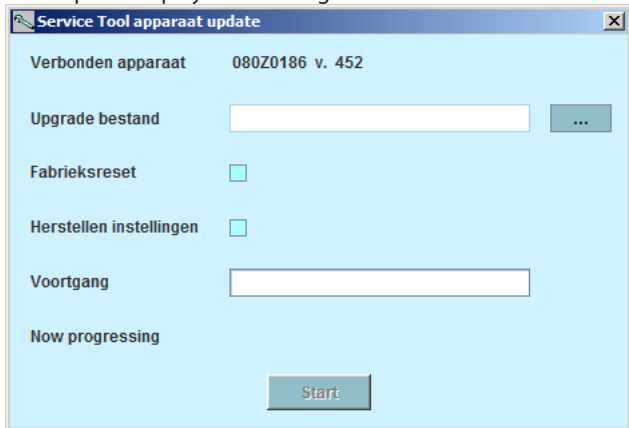 Service Tool apparaat update
Verbonden apparaat 080Z0186 v. 452
Upgrade bestand ...
Fabrieksreset
Herstellen instellingen
Voortgang
Now progressing
Start